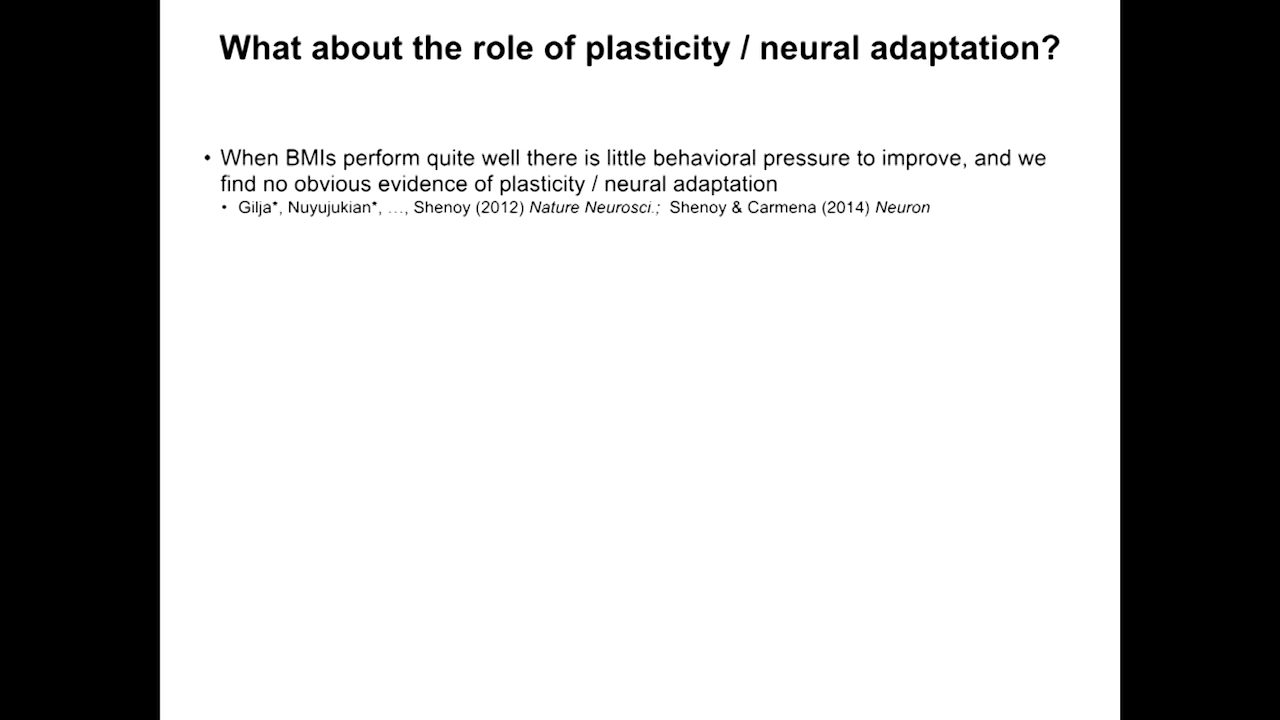 What about the role of plasticity / neural adaptation?
• When BMIs perform quite well there is little behavioral pressure to improve, and we
find no obvious evidence of plasticity / neural adaptation
• Gilja*, Nuyujukian*, …, Shenoy (2012) Nature Neurosci.; Shenoy & Carmena (2014) Neuron